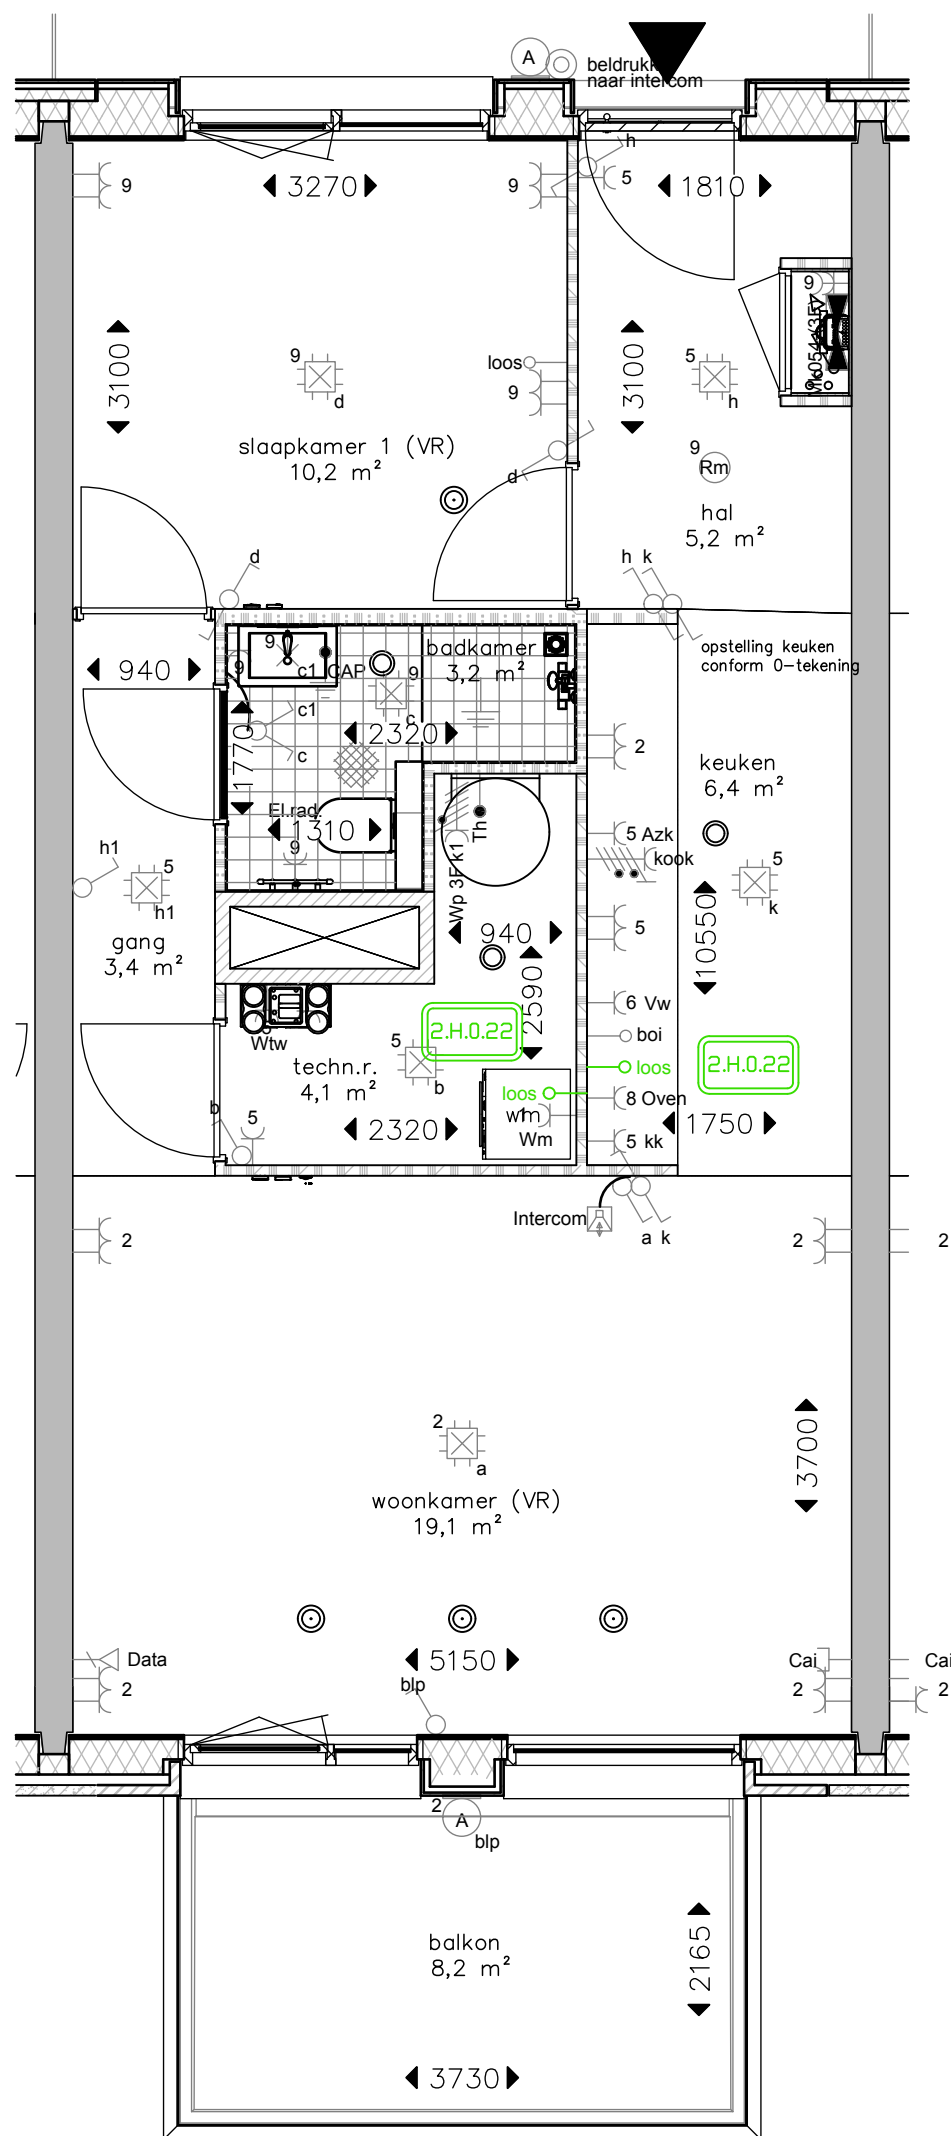 A
beldrukk
naar intercom
h
9
3270
9
5
1810
9
3100
9
d
loos
9
3100
5
h
slaapkamer 1 (VR)
10,2 m²
d
9
Rm
hal
5,2 m²
d
h k
940
9
9
c1
CAP
badkamer
3,2 m²
9
c
opstelling keuken
conform 0-tekening
c1
c
2320
1770
2
keuken
6,4 m²
El.rad.
1310
9
Th
Wp 3F k1
5 Azk
kook
h1
5
h1
5
k
gang
3,4 m²
940
5
10550
2590
Wtw
2.H.0.22
6 Vw
boi
loos
2.H.0.22
techn.r.
4,1 m²
5
b
loos
wm
Wm
8 Oven
b
5
2320
5 kk
1750
Intercom
a k
2
2
2
2
a
3700
woonkamer (VR)
19,1 m²
Data
2
5150
blp
Cai
2
Cai
2
2
A
blp
balkon
8,2 m²
2165
3730